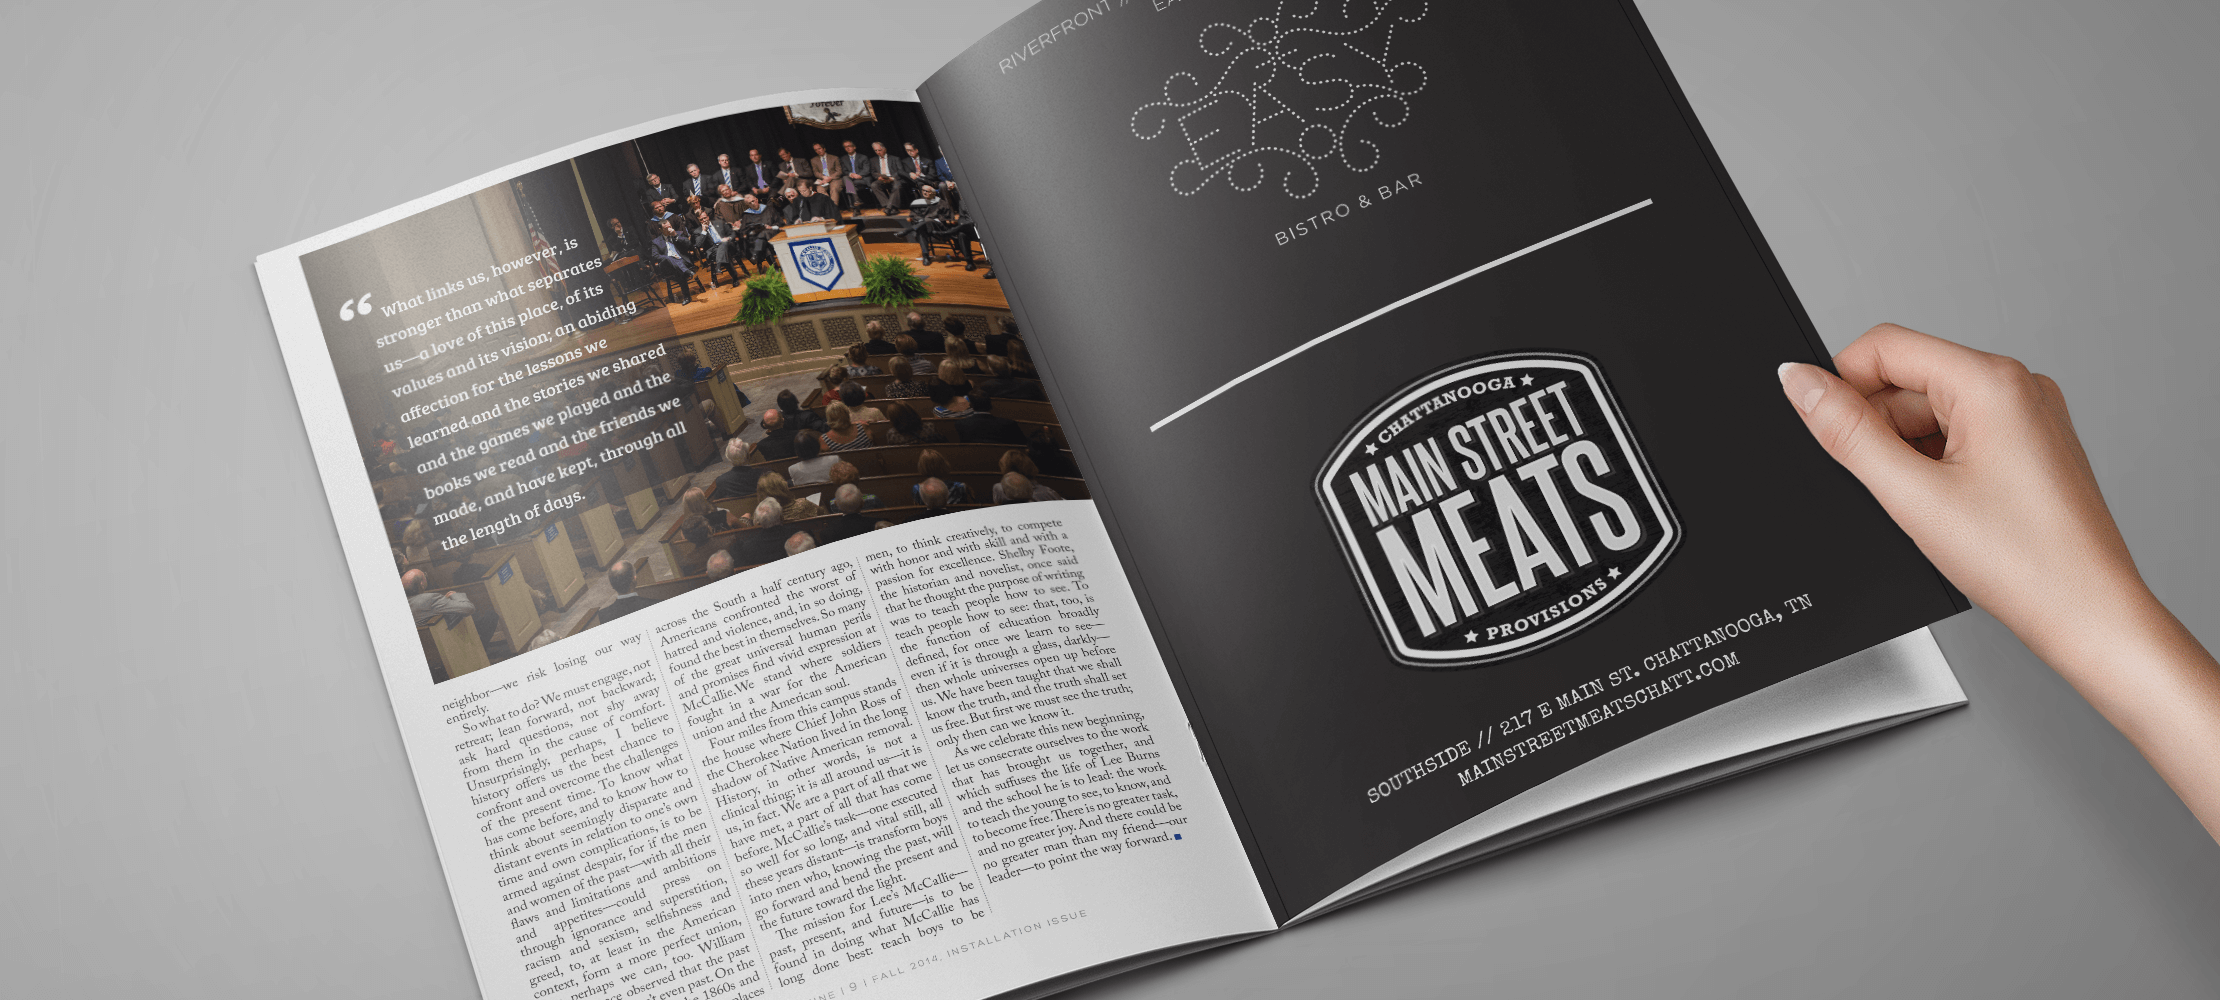 Forever
“What links us, however, is
stronger than what separates
us—a love of this place, of its
values and its vision; an abiding
affection for the lessons we
learned and the stories we shared
and the games we played and the
books we read and the friends we
made, and have kept, through all
the length of days.
neighbor—we risk losing our way
entirely.
So what to do? We must engage, not
retreat; lean forward, not backward;
ask hard questions, not shy away
from them in the cause of comfort.
Unsurprisingly, perhaps, I believe
history offers us the best chance to
confront and overcome the challenges
of the present time. To know what
has come before, and to know how to
think about seemingly disparate and
distant events in relation to one's own
time and own complications, is to be
armed against despair, for if the men
and women of the past—with all their
flaws and limitations and ambitions
and appetites—could press on
through ignorance and superstition,
racism and sexism, selfishness and
greed, to, at least in the American
context, form a more perfect union,
perhaps we can, too. William
observed that the past
even past. On the
1860s and
across the South a half century ago,
Americans confronted the worst of
hatred and violence, and, in so doing,
found the best in themselves. So many
of the great universal human perils
and promises find vivid expression at
McCallie. We stand where soldiers
fought in a war for the American
union and the American soul.
Four miles from this campus stands
the house where Chief John Ross of
the Cherokee Nation lived in the long
shadow of Native American removal.
History, in other words, is not a
clinical thing; it is all around us—it is
us, in fact. We are a part of all that we
have met, a part of all that has come
before. McCallie's task—one executed
so well for so long, and vital still, all
these years distant—is transform boys
into men who, knowing the past, will
go forward and bend the present and
the future toward the light.
The mission for Lee's McCallie—
past, present, and future—is to be
found in doing what McCallie has
long done best: teach boys to be
men, to think creatively, to compete
with honor and with skill and with a
passion for excellence. Shelby Foote,
the historian and novelist, once said
that he thought the purpose of writing
was to teach people how to see. To
teach people how to see: that, too, is
the function of education broadly
defined, for once we learn to see—
even if it is through a glass, darkly—
then whole universes open up before
us. We have been taught that we shall
know the truth, and the truth shall set
us free. But first we must see the truth;
only then can we know it.
As we celebrate this new beginning,
let us consecrate ourselves to the work
that has brought us together, and
which suffuses the life of Lee Burns
and the school he is to lead: the work
to teach the young to see, to know, and
to become free. There is no greater task,
and no greater joy. And there could be
no greater man than my friend—our
leader—to point the way forward.
| 9 | FALL 2014, INSTALLATION ISSUE
RIVERFRONT //
EASY
BISTRO & BAR
CHATTANOOGA
MAIN STREET
MEATS
PROVISIONS
SOUTHSIDE // 217 E MAIN ST. CHATTANOOGA, TN
MAINSTREETMEATSCHATT.COM